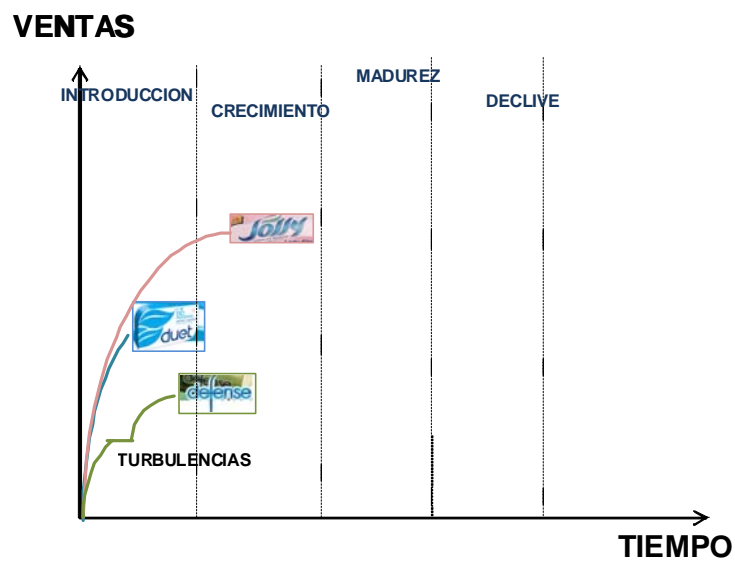 VENTAS
MADUREZ
INTRODUCCION
DECLIVE
CRECIMIENTO
Jolly
duet
defense
TURBULENCIAS
TIEMPO